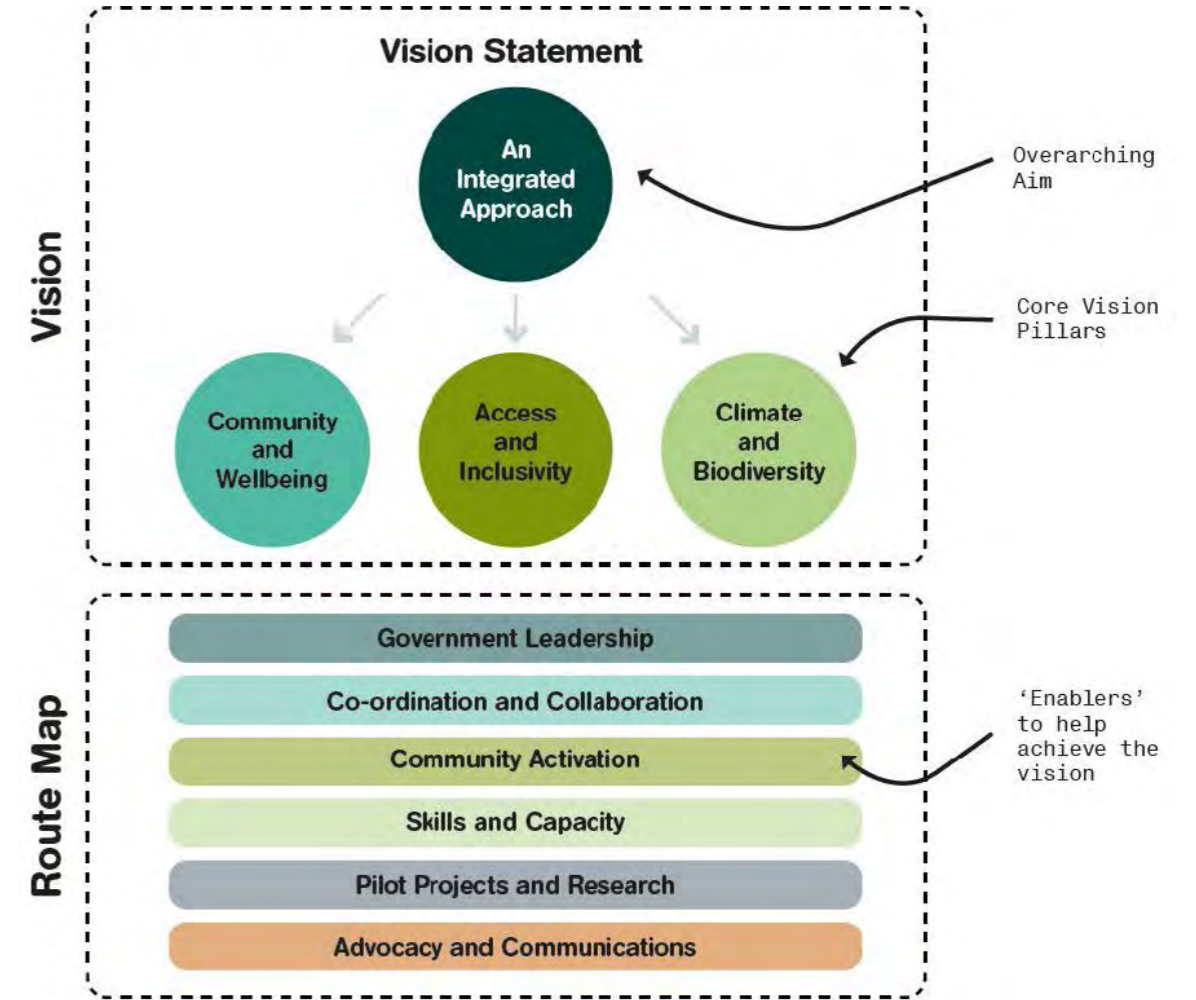 Vision Statement
An
Integrated
Approach
Overarching
Aim
Vision
Core Vision
Pillars
Community
and
Wellbeing
Access
and
Inclusivity
Climate
and
Biodiversity
Route Map
Government Leadership
Co-ordination and Collaboration
Community Activation
Skills and Capacity
Pilot Projects and Research
Advocacy and Communications
‘Enablers’
to help
achieve the
vision